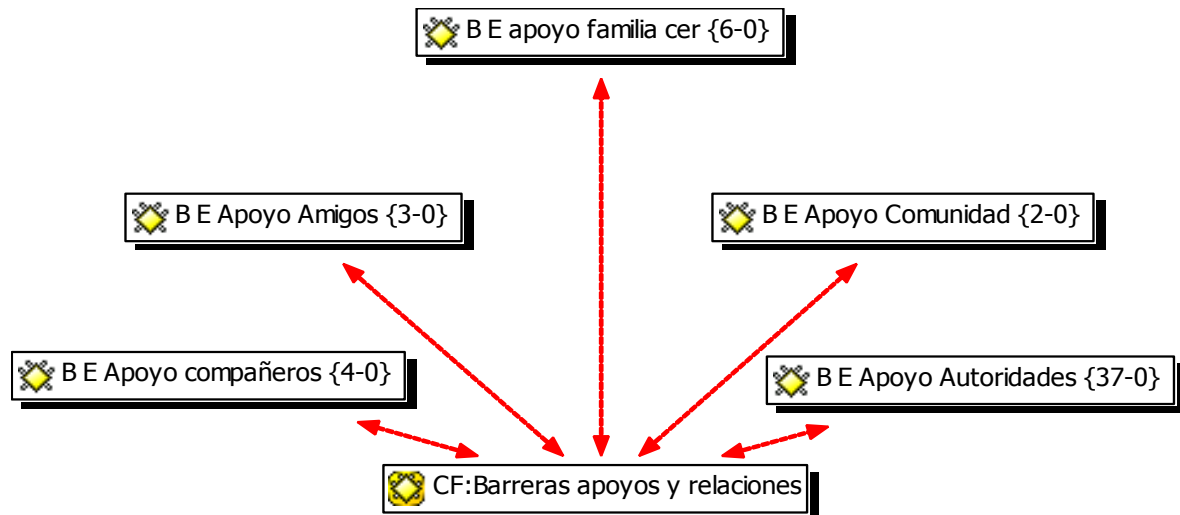 B E apoyo familia cer {6-0}
B E Apoyo Amigos {3-0}
B E Apoyo Comunidad {2-0}
B E Apoyo compañeros {4-0}
B E Apoyo Autoridades {37-0}
CF:Barreras apoyos y relaciones